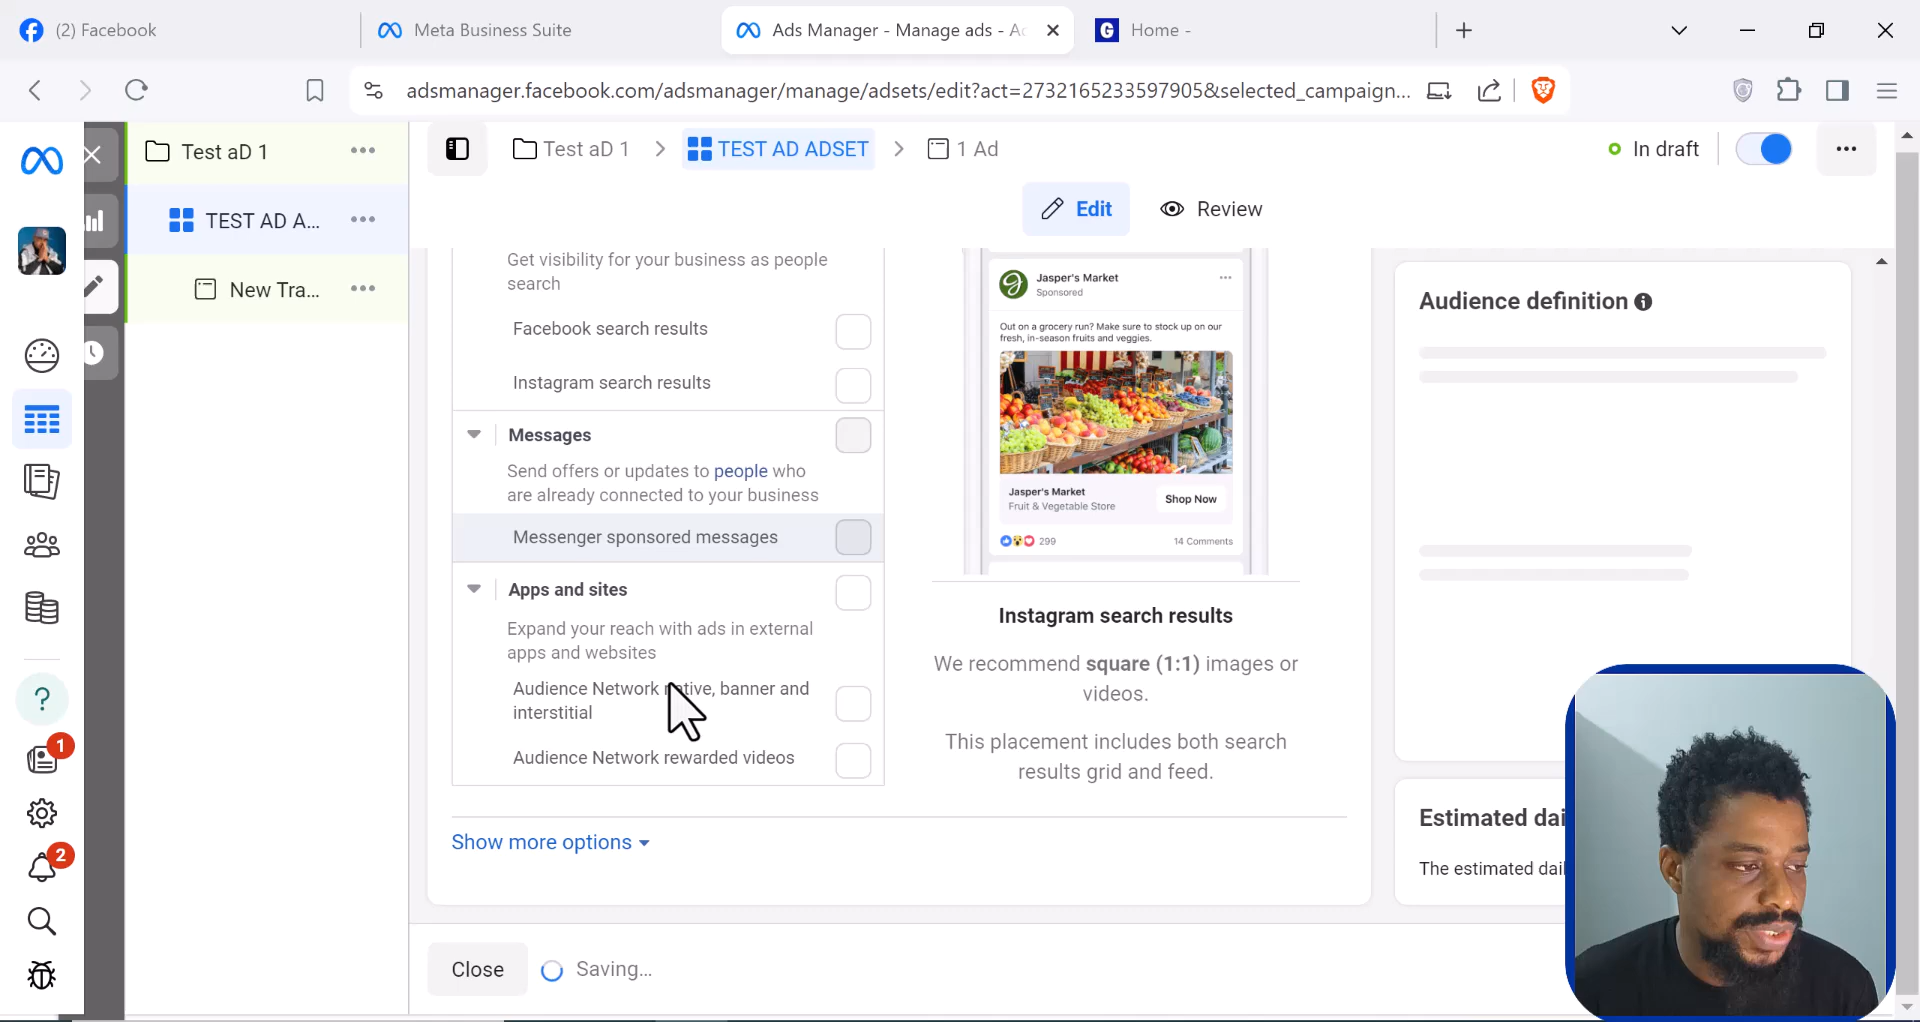 (2) Facebook
Meta Business Suite
Ads Manager - Manage ads - Ac
Home -
adsmanager.facebook.com/adsmanager/manage/adsets/edit?act=2732165233597905&selected_campaign...
Test aD 1
TEST AD A...
New Tra...
Test aD 1
TEST AD ADSET
1 Ad
In draft
Edit
Review
Get visibility for your business as people
search
Facebook search results
Instagram search results
Messages
Send offers or updates to people who
are already connected to your business
Messenger sponsored messages
Apps and sites
Expand your reach with ads in external
apps and websites
Audience Network native, banner and
interstitial
Audience Network rewarded videos
Show more options
Jasper's Market
Sponsored
Out on a grocery run? Make sure to stock up on our
fresh, in-season fruits and veggies.
Jasper's Market
Fruit & Vegetable Store
Shop Now
299
14 Comments
Instagram search results
We recommend square (1:1) images or
videos.
This placement includes both search
results grid and feed.
Audience definition
Estimated dai
The estimated dail
Close
Saving...
1
2